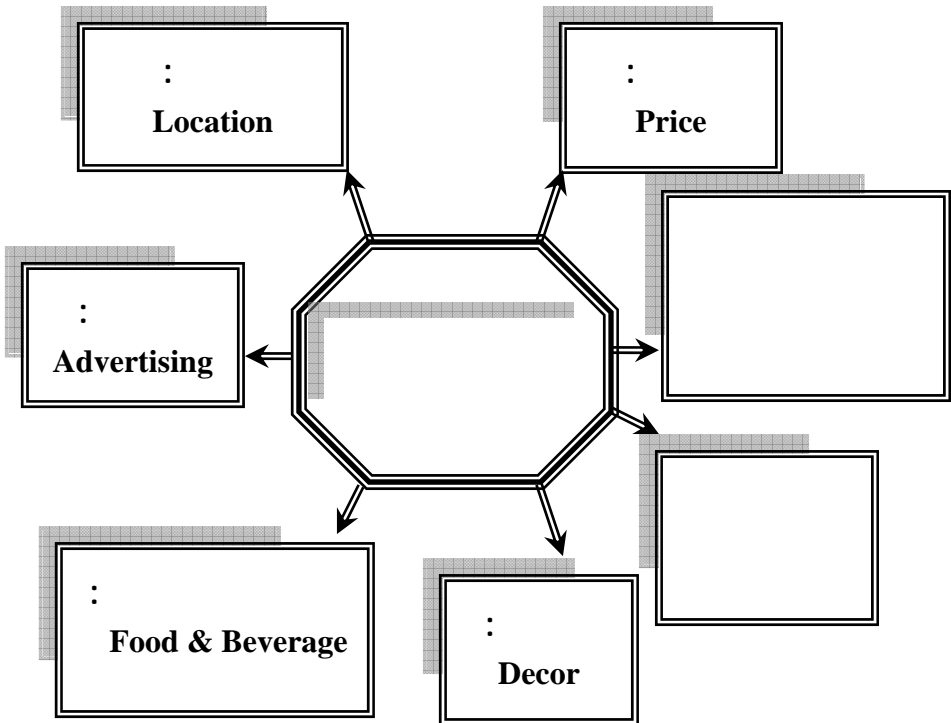 :
Location
:
Price
:
Advertising
:
Food & Beverage
:
Decor